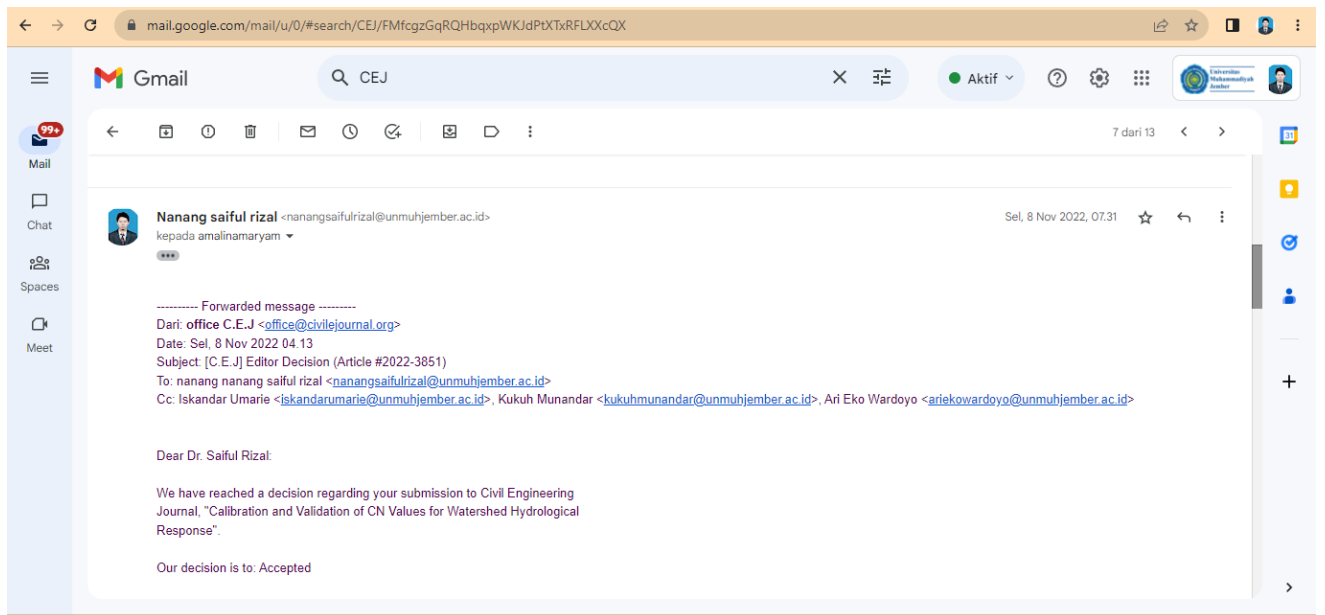 mail.google.com/mail/u/0/#search/CEJ/FMfcgzGqRQHbqxpWKJdPtXTxRFLXXcQX
Gmail
CEJ
Aktif
Universitas
Muhammadiyah
Jember
99+
Mail
Chat
Spaces
Meet
7 dari 13
31
Nanang saiful rizal <nanangsaifulrizal@unmuhjember.ac.id>
Sel, 8 Nov 2022, 07.31
kepada amalinamaryam
---------- Forwarded message ---------
Dari: office C.E.J <office@civilejournal.org>
Date: Sel, 8 Nov 2022 04.13
Subject: [C.E.J] Editor Decision (Article #2022-3851)
To: nanang nanang saiful rizal <nanangsaifulrizal@unmuhjember.ac.id>
Cc: Iskandar Umarie <iskandarumarie@unmuhjember.ac.id>, Kukuh Munandar <kukuhmunandar@unmuhjember.ac.id>, Ari Eko Wardoyo <ariekowardoyo@unmuhjember.ac.id>
Dear Dr. Saiful Rizal:
We have reached a decision regarding your submission to Civil Engineering
Journal, "Calibration and Validation of CN Values for Watershed Hydrological
Response".
Our decision is to: Accepted